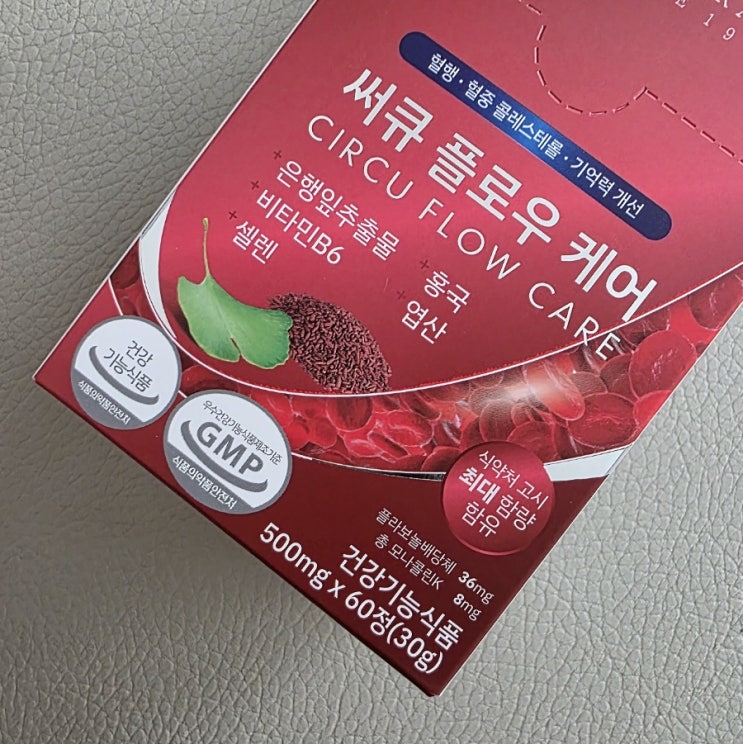 혈행 · 혈중 콜레스테롤 · 기억력 개선
써큐 플로우 케어
CIRCU FLOW CARE
+ 은행잎추출물
+ 비타민B6
+ 셀렌
+ 홍국
+ 엽산
건강
기능식품
식품의약품안전처
우수건강기능식품제조기준
GMP
식품의약품안전처
식약처 고시
최대 함량
함유
플라보놀배당체 36mg
총 모나콜린K 8mg
건강기능식품
500mg x 60정(30g)